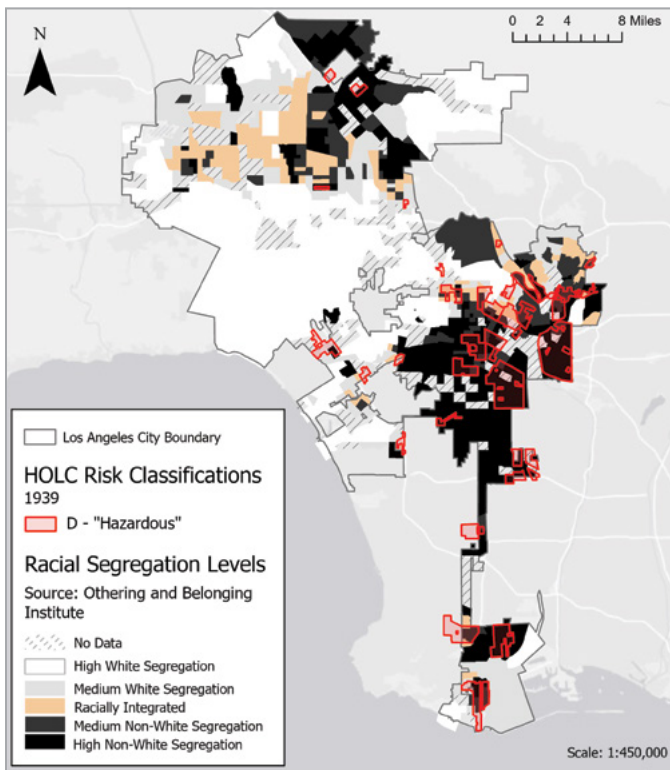 N
0 2 4 8 Miles
Los Angeles City Boundary
HOLC Risk Classifications
1939
D - "Hazardous"
Racial Segregation Levels
Source: Othering and Belonging
Institute
No Data
High White Segregation
Medium White Segregation
Racially Integrated
Medium Non-White Segregation
High Non-White Segregation
Scale: 1:450,000